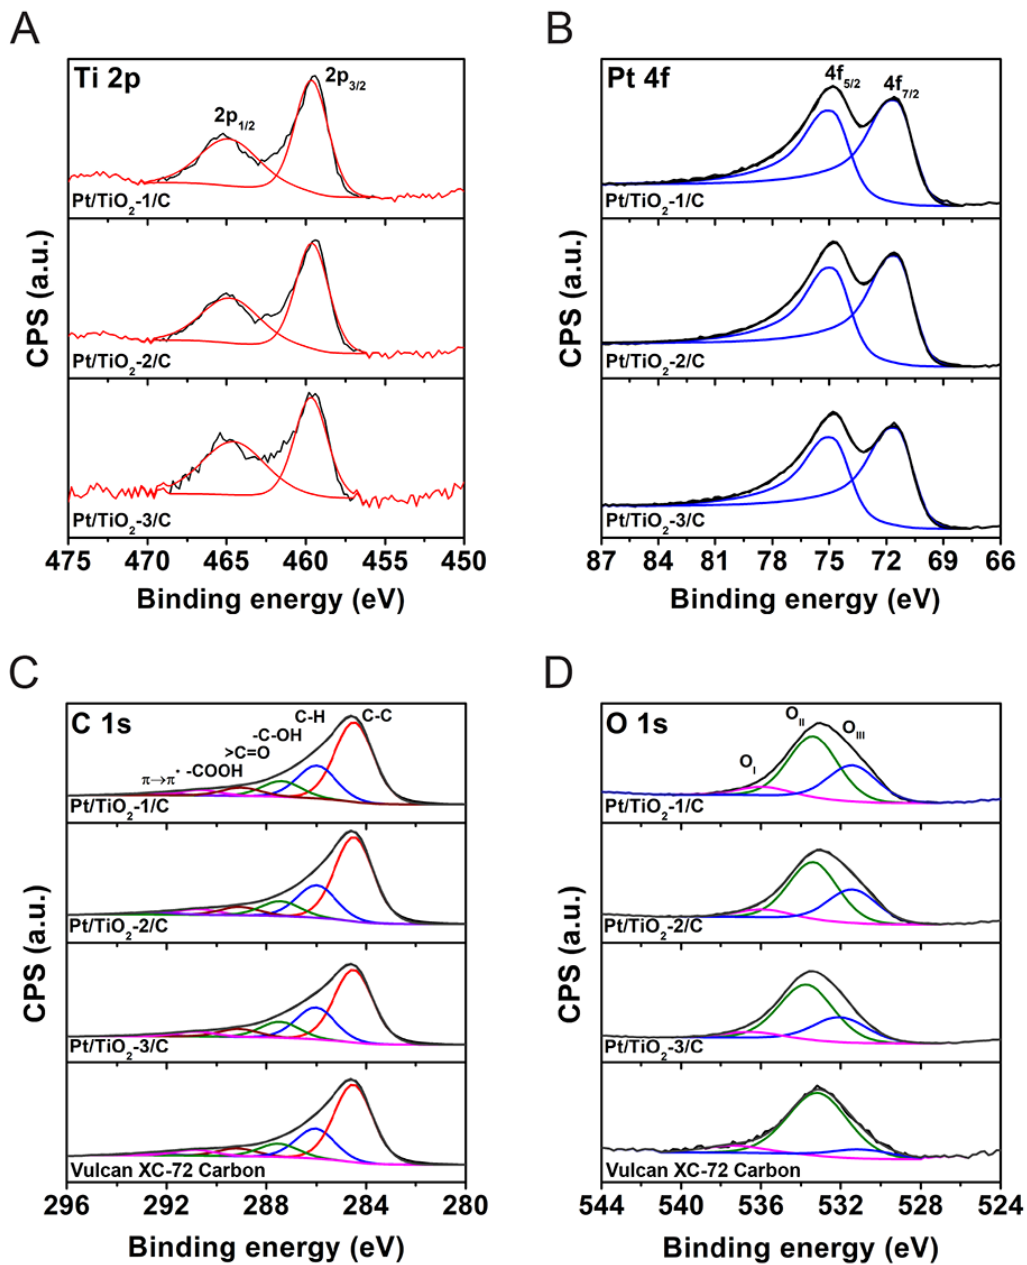 A
Ti 2p
2p3/2
2p1/2
Pt/TiO2-1/C
Pt/TiO2-2/C
Pt/TiO2-3/C
CPS (a.u.)
475 470 465 460 455 450
Binding energy (eV)
B
Pt 4f
4f5/2
4f7/2
Pt/TiO2-1/C
Pt/TiO2-2/C
Pt/TiO2-3/C
CPS (a.u.)
87 84 81 78 75 72 69 66
Binding energy (eV)
C
C 1s
C-H
C-C
-C-OH
>C=O
π→π* -COOH
Pt/TiO2-1/C
Pt/TiO2-2/C
Pt/TiO2-3/C
Vulcan XC-72 Carbon
CPS (a.u.)
296 292 288 284 280
Binding energy (eV)
D
O 1s
OII
OIII
OI
Pt/TiO2-1/C
Pt/TiO2-2/C
Pt/TiO2-3/C
Vulcan XC-72 Carbon
CPS (a.u.)
544 540 536 532 528 524
Binding energy (eV)